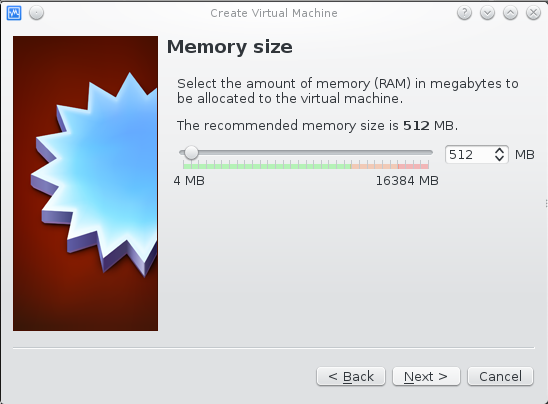 Create Virtual Machine
Memory size
Select the amount of memory (RAM) in megabytes to
be allocated to the virtual machine.
The recommended memory size is 512 MB.
512 MB
4 MB 16384 MB
< Back Next > Cancel